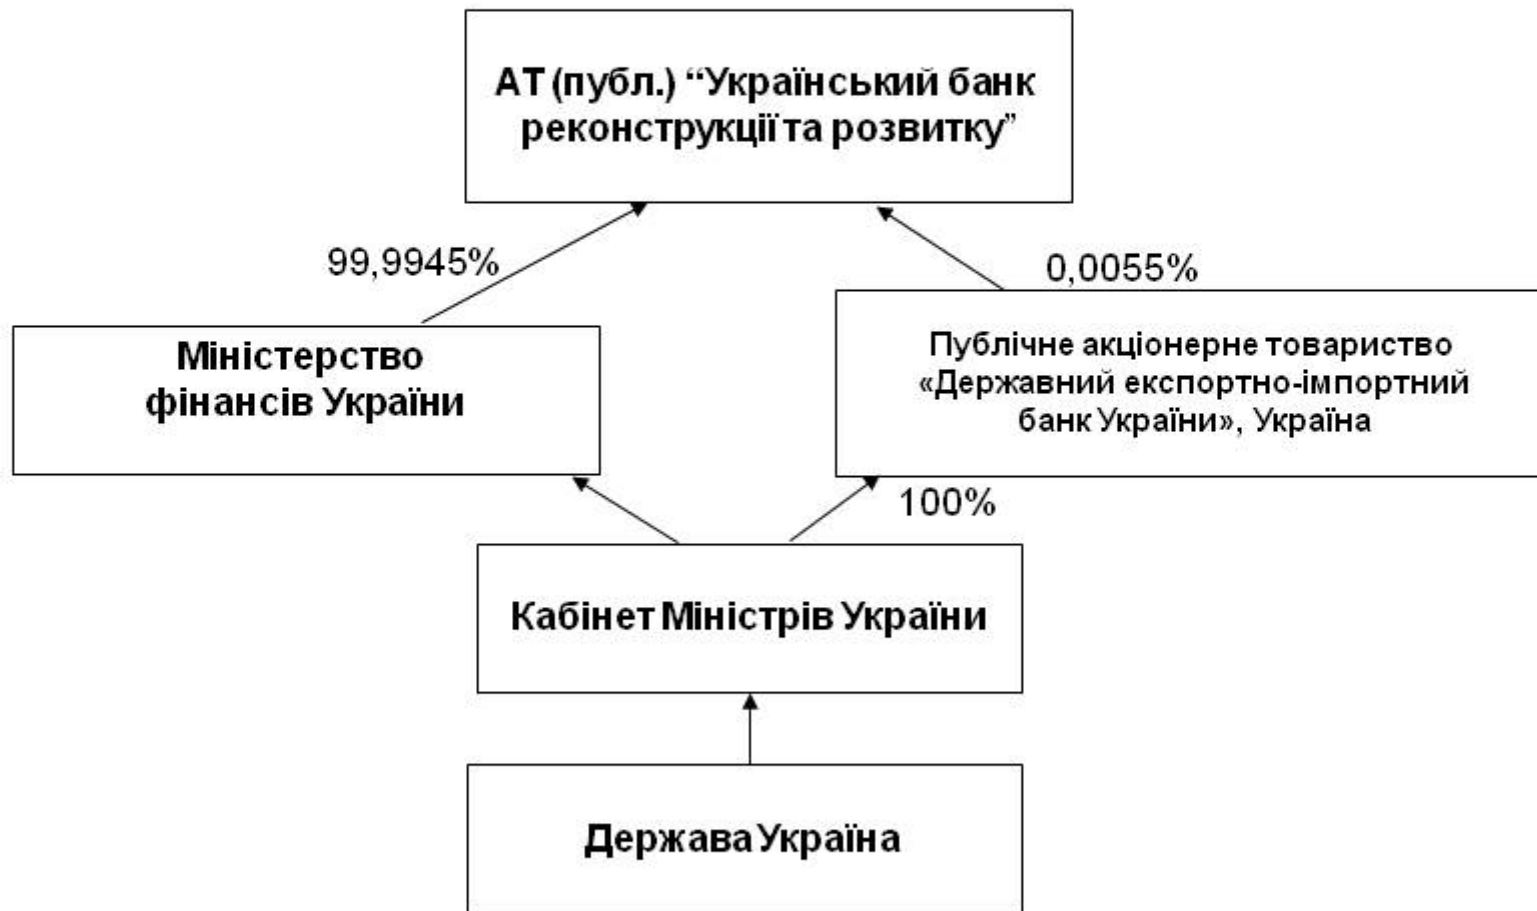 АТ (публ.) “Український банк
реконструкції та розвитку”
99,9945%
0,0055%
Міністерство
фінансів України
Публічне акціонерне товариство
«Державний експортно-імпортний
банк України», Україна
100%
Кабінет Міністрів України
Держава Україна